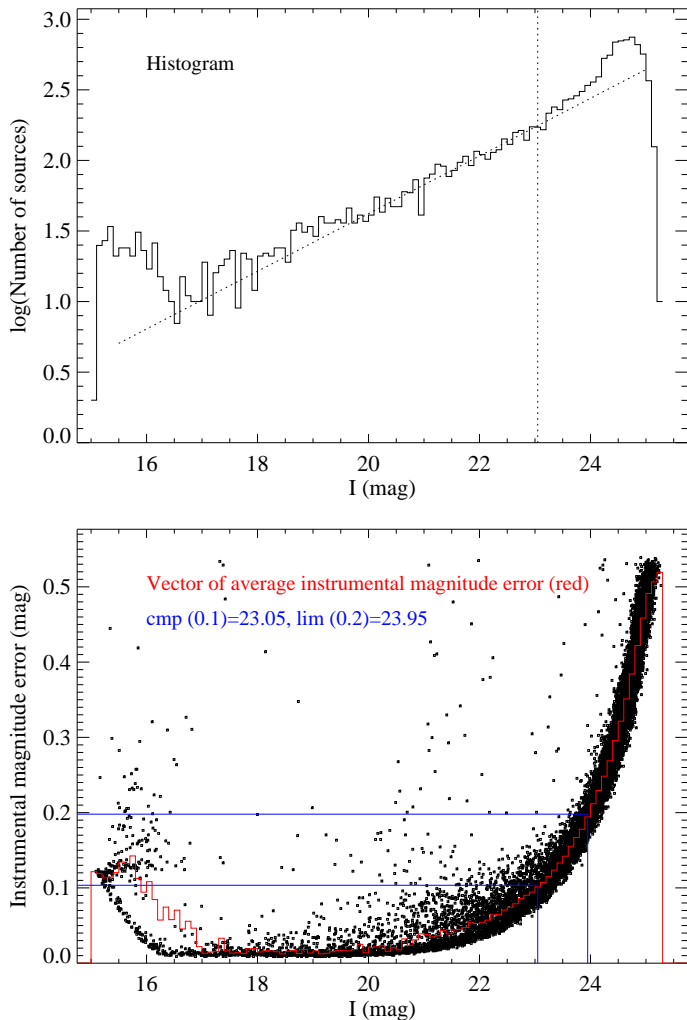 3.0
2.5
2.0
1.5
1.0
0.5
0.0
log(Number of sources)
Histogram
16 18 20 22 24
I (mag)
0.5
0.4
0.3
0.2
0.1
0.0
Instrumental magnitude error (mag)
Vector of average instrumental magnitude error (red)
cmp (0.1)=23.05, lim (0.2)=23.95
16 18 20 22 24
I (mag)